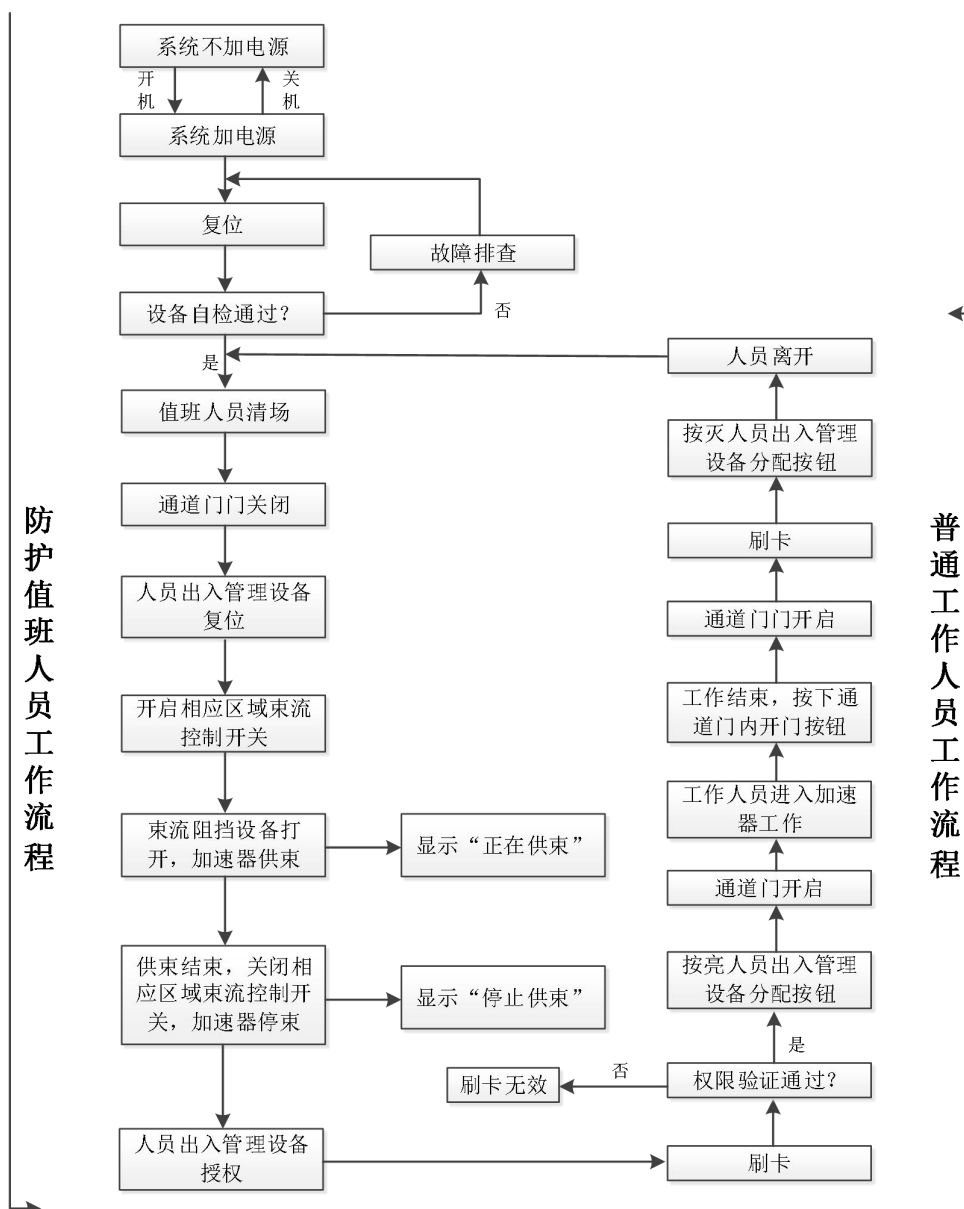 系统不加电源
开
机
关
机
系统加电源
复位
故障排查
设备自检通过？
否
是
值班人员清场
通道门门关闭
人员出入管理设备
复位
开启相应区域束流
控制开关
束流阻挡设备打
开，加速器供束
显示“正在供束”
供束结束，关闭相
应区域束流控制开
关，加速器停束
显示“停止供束”
人员出入管理设备
授权
刷卡
权限验证通过？
否
刷卡无效
是
按亮人员出入管理
设备分配按钮
通道门开启
工作人员进入加速
器工作
工作结束，按下通
道门内开门按钮
通道门门开启
刷卡
按灭人员出入管理
设备分配按钮
人员离开
防护值班人员工作流程
普通工作人员工作流程